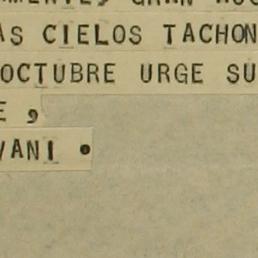 AS CIELOS TACHON
OCTUBRE URGE SU
E,
VANI.